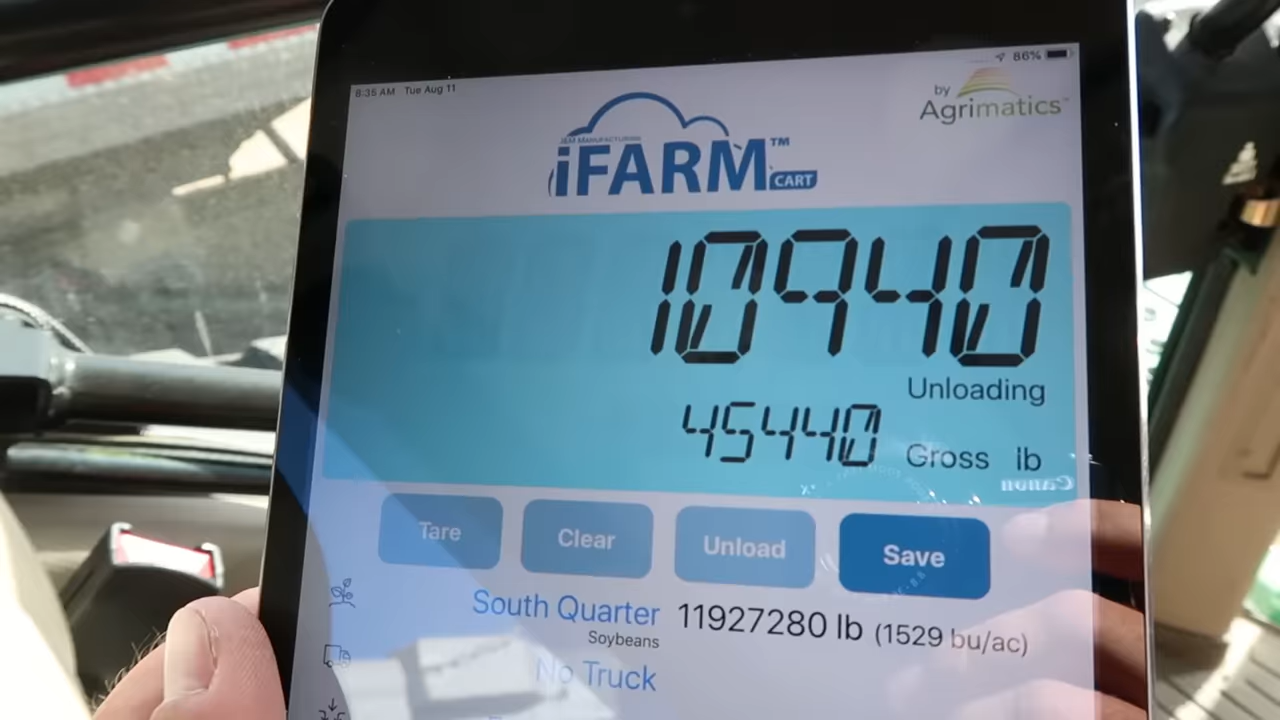 8:35 AM Tue Aug 11
86%
by
Agrimatics™
J&M MANUFACTURING
iFARM™
CART
10940
Unloading
45440 Gross lb
Canon
Tare Clear Unload Save
South Quarter 11927280 lb (1529 bu/ac)
Soybeans
No Truck